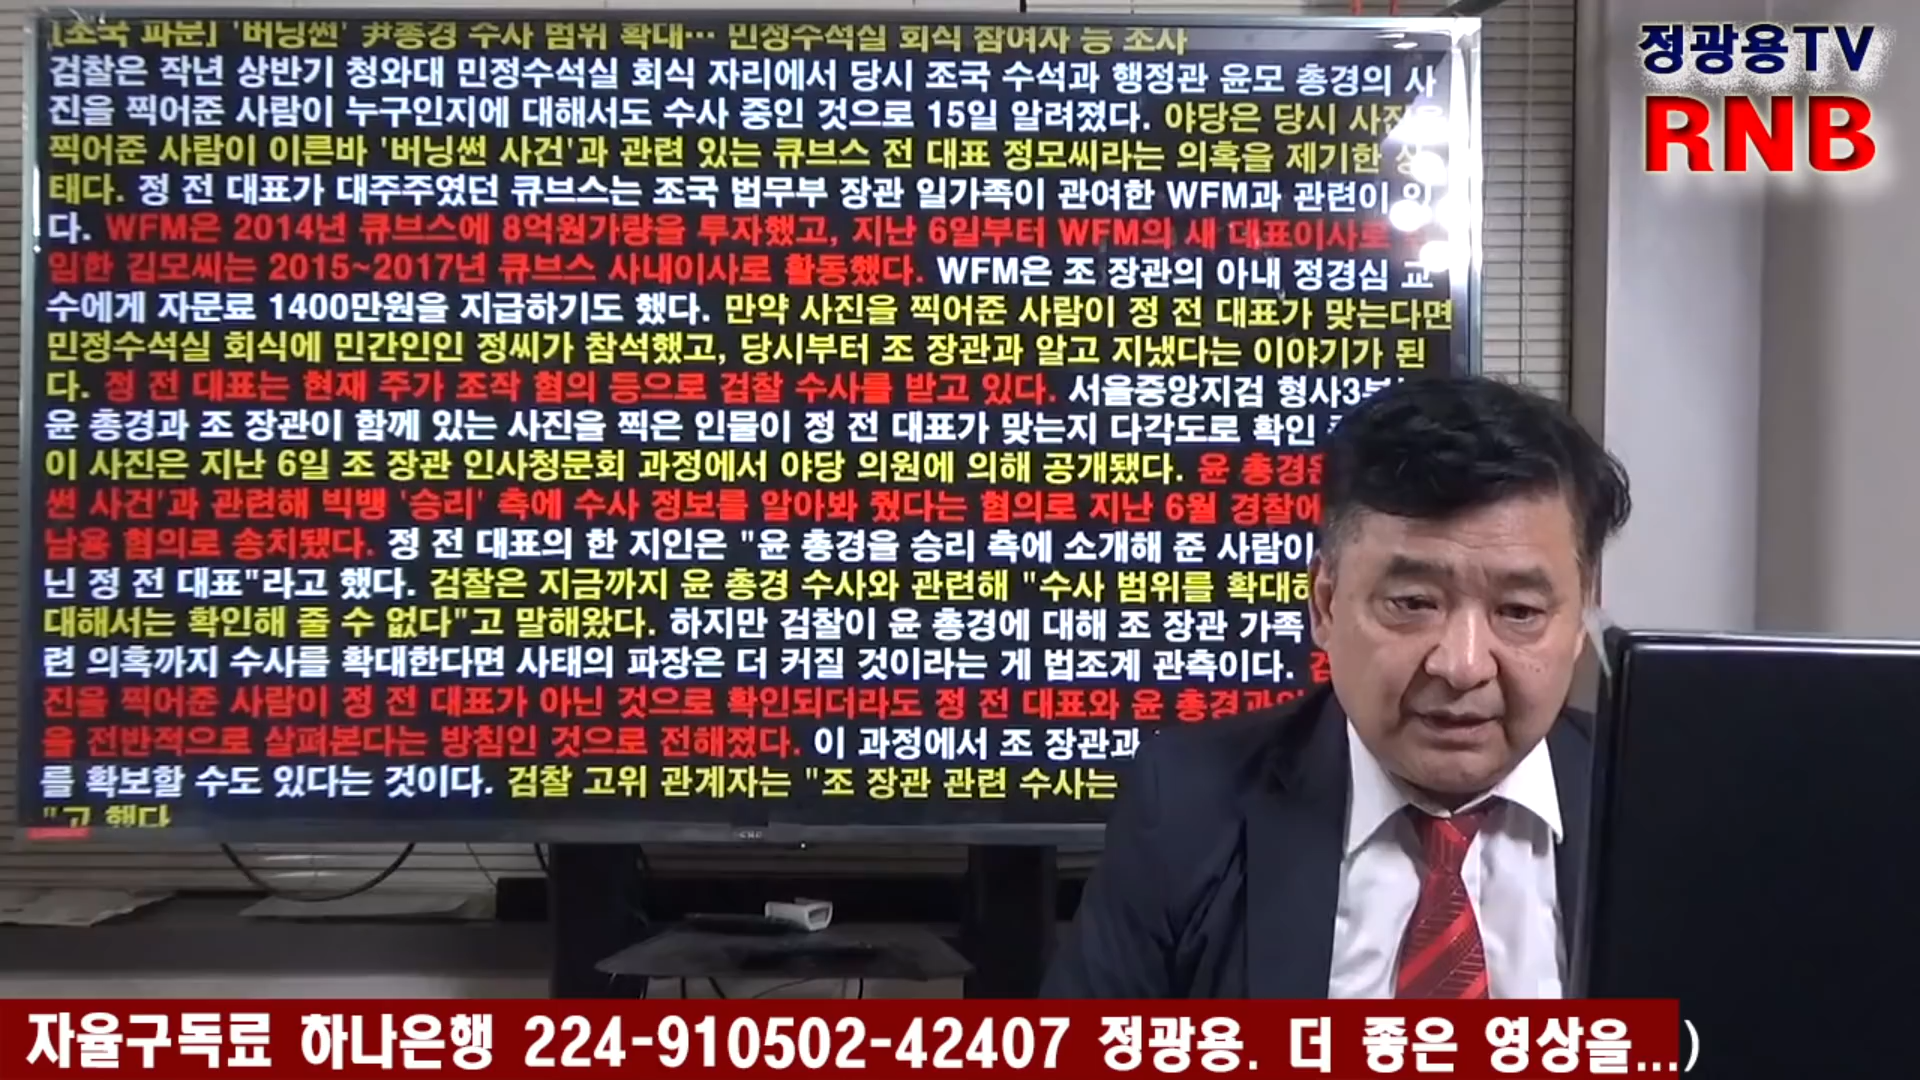 [조국 파문] '버닝썬' 尹총경 수사 범위 확대… 민정수석실 회식 참여자 등 조사
검찰은 작년 상반기 청와대 민정수석실 회식 자리에서 당시 조국 수석과 행정관 윤모 총경의 사
진을 찍어준 사람이 누구인지에 대해서도 수사 중인 것으로 15일 알려졌다. 야당은 당시 사진을
찍어준 사람이 이른바 '버닝썬 사건'과 관련 있는 큐브스 전 대표 정모씨라는 의혹을 제기한 상
태다. 정 전 대표가 대주주였던 큐브스는 조국 법무부 장관 일가족이 관여한 WFM과 관련이 있
다. WFM은 2014년 큐브스에 8억원가량을 투자했고, 지난 6일부터 WFM의 새 대표이사로
임한 김모씨는 2015~2017년 큐브스 사내이사로 활동했다. WFM은 조 장관의 아내 정경심 교
수에게 자문료 1400만원을 지급하기도 했다. 만약 사진을 찍어준 사람이 정 전 대표가 맞는다면
민정수석실 회식에 민간인인 정씨가 참석했고, 당시부터 조 장관과 알고 지냈다는 이야기가 된
다. 정 전 대표는 현재 주가 조작 혐의 등으로 검찰 수사를 받고 있다. 서울중앙지검 형사3부
윤 총경과 조 장관이 함께 있는 사진을 찍은 인물이 정 전 대표가 맞는지 다각도로 확인
이 사진은 지난 6일 조 장관 인사청문회 과정에서 야당 의원에 의해 공개됐다. 윤 총경은
썬 사건'과 관련해 빅뱅 '승리' 측에 수사 정보를 알아봐 줬다는 혐의로 지난 6월 경찰에
남용 혐의로 송치됐다. 정 전 대표의 한 지인은 "윤 총경을 승리 측에 소개해 준 사람이
닌 정 전 대표"라고 했다. 검찰은 지금까지 윤 총경 수사와 관련해 "수사 범위를 확대하
대해서는 확인해 줄 수 없다"고 말해왔다. 하지만 검찰이 윤 총경에 대해 조 장관 가족
련 의혹까지 수사를 확대한다면 사태의 파장은 더 커질 것이라는 게 법조계 관측이다. 검
진을 찍어준 사람이 정 전 대표가 아닌 것으로 확인되더라도 정 전 대표와 윤 총경과의
을 전반적으로 살펴본다는 방침인 것으로 전해졌다. 이 과정에서 조 장관과
를 확보할 수도 있다는 것이다. 검찰 고위 관계자는 "조 장관 관련 수사는
"고 했다
정광용TV
RNB
자율구독료 하나은행 224-910502-42407 정광용. 더 좋은 영상을...)